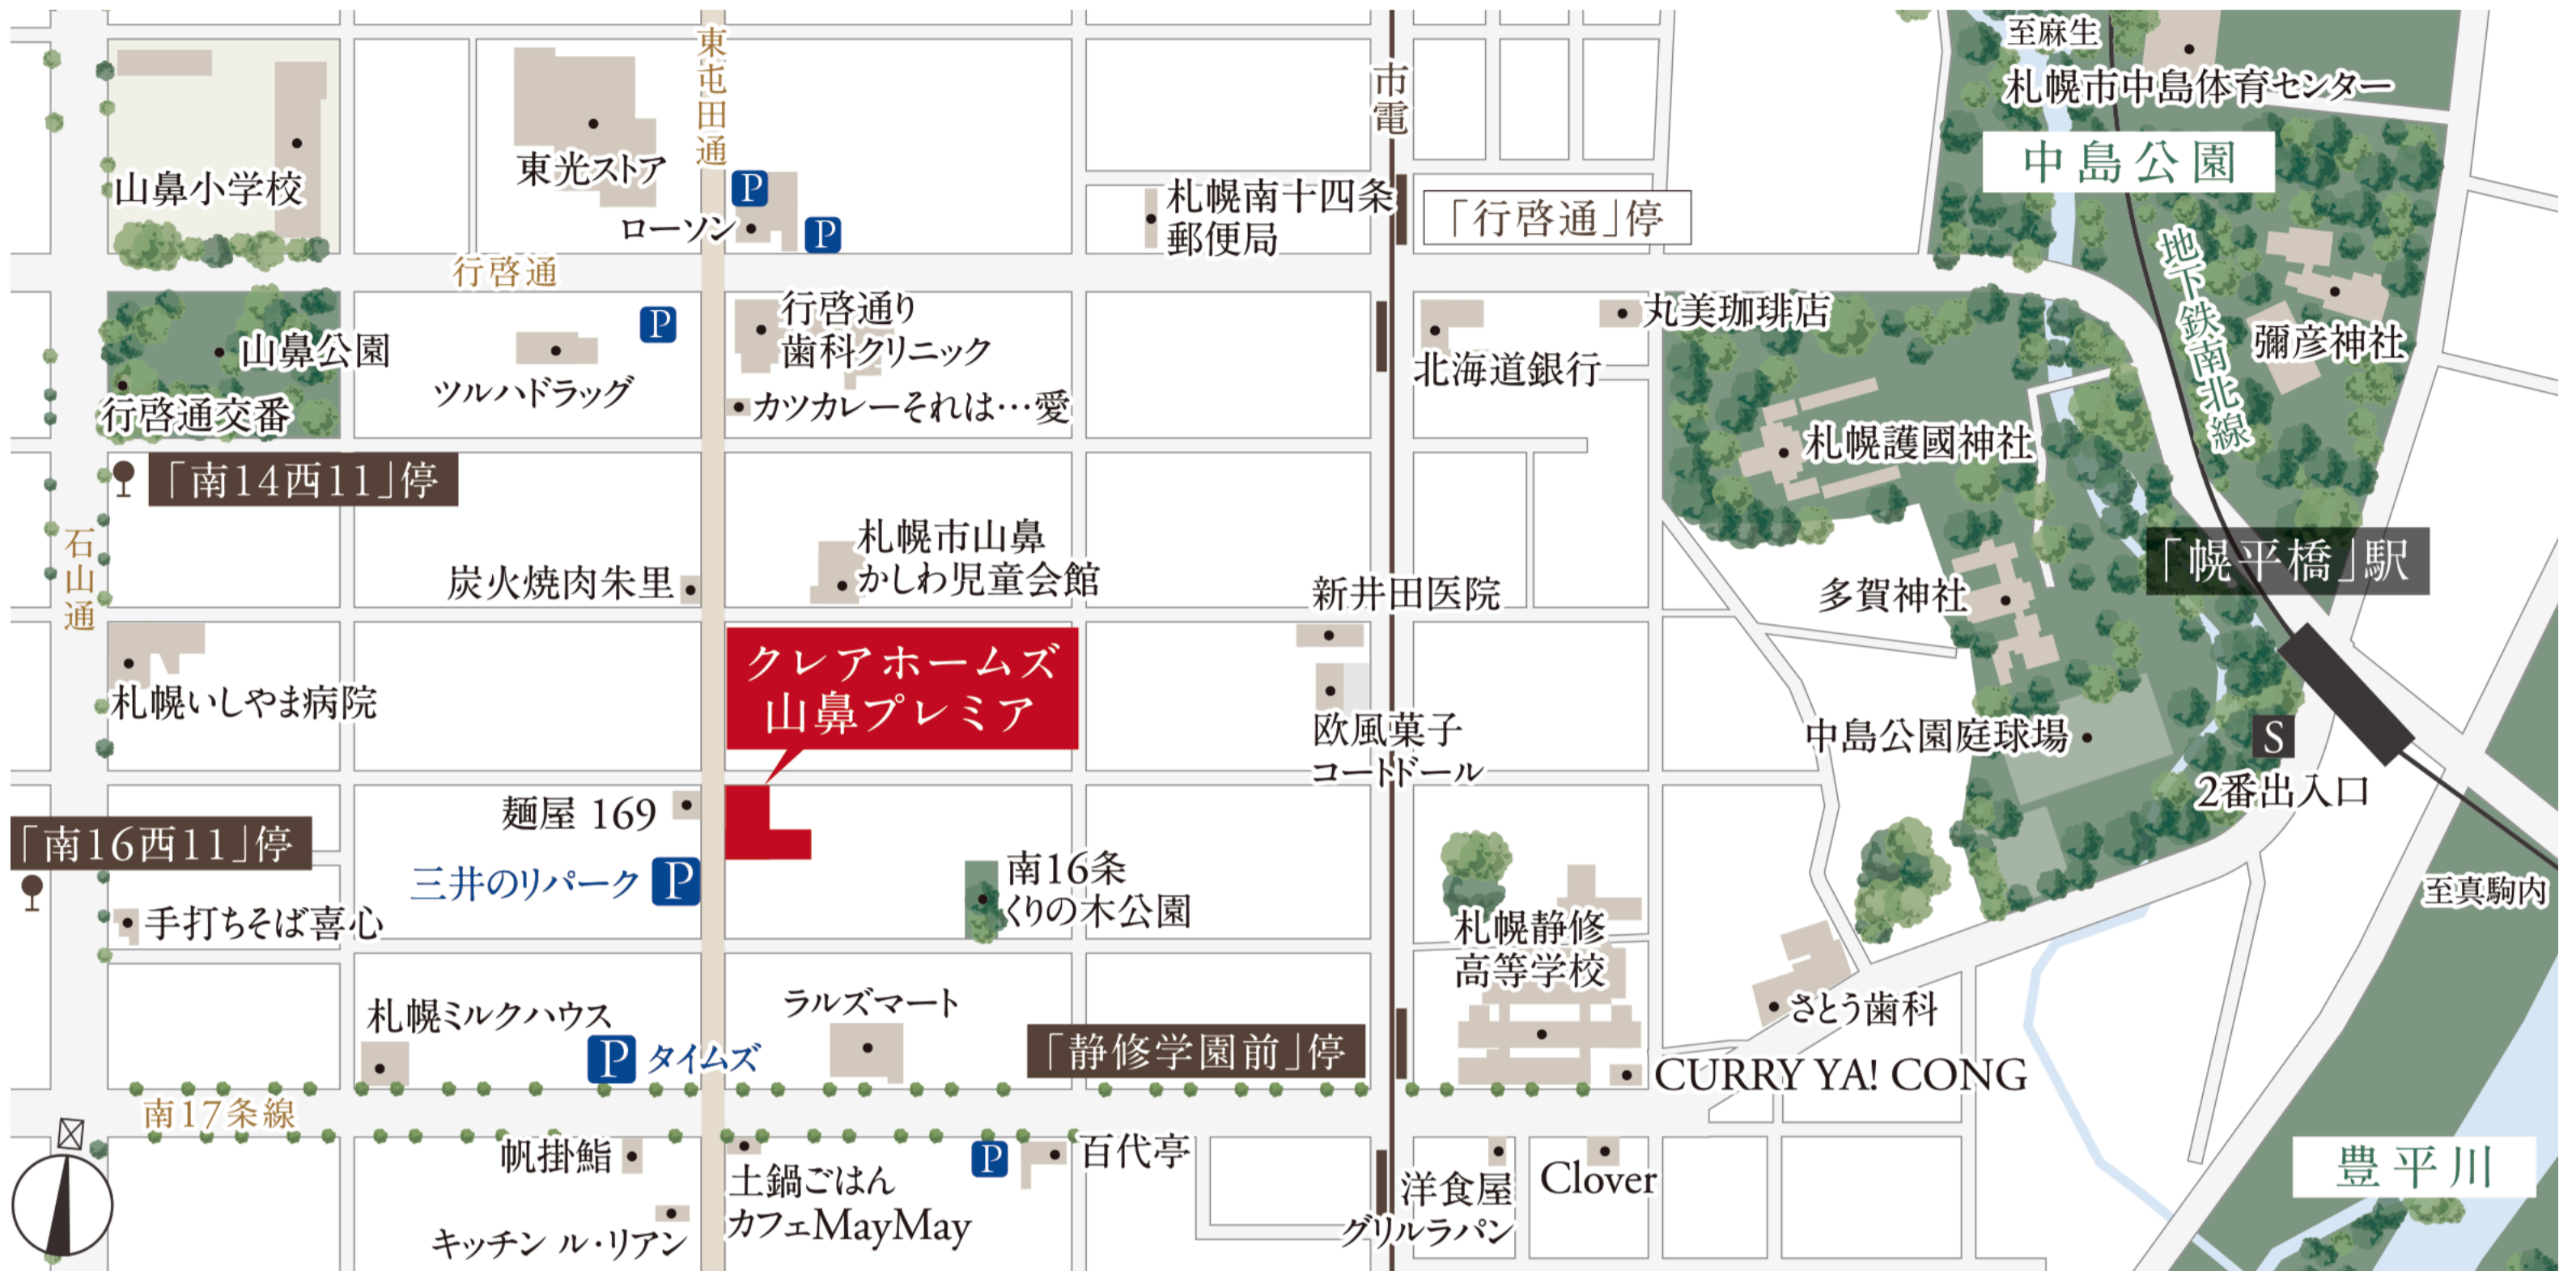 東屯田通
市電
至麻生
札幌市中島体育センター
中島公園
山鼻小学校
東光ストア
P
ローソン
P
札幌南十四条
郵便局
「行啓通」停
行啓通
地下鉄南北線
彌彦神社
山鼻公園
行啓通交番
P
ツルハドラッグ
行啓通り
歯科クリニック
カツカレーそれは…愛
北海道銀行
丸美珈琲店
札幌護國神社
「南14西11」停
石山通
炭火焼肉朱里
札幌市山鼻
かしわ児童会館
新井田医院
多賀神社
「幌平橋」駅
札幌いしやま病院
クレアホームズ
山鼻プレミア
欧風菓子
コートドール
中島公園庭球場
S
2番出入口
麺屋 169
「南16西11」停
三井のリパーク
P
南16条
くりの木公園
至真駒内
手打ちそば喜心
札幌静修
高等学校
札幌ミルクハウス
P
タイムズ
ラルズマート
「静修学園前」停
さとう歯科
CURRY YA! CONG
南17条線
帆掛鮨
土鍋ごはん
カフェMayMay
P
百代亭
洋食屋
グリルラパン
Clover
豊平川
キッチン ル・リアン